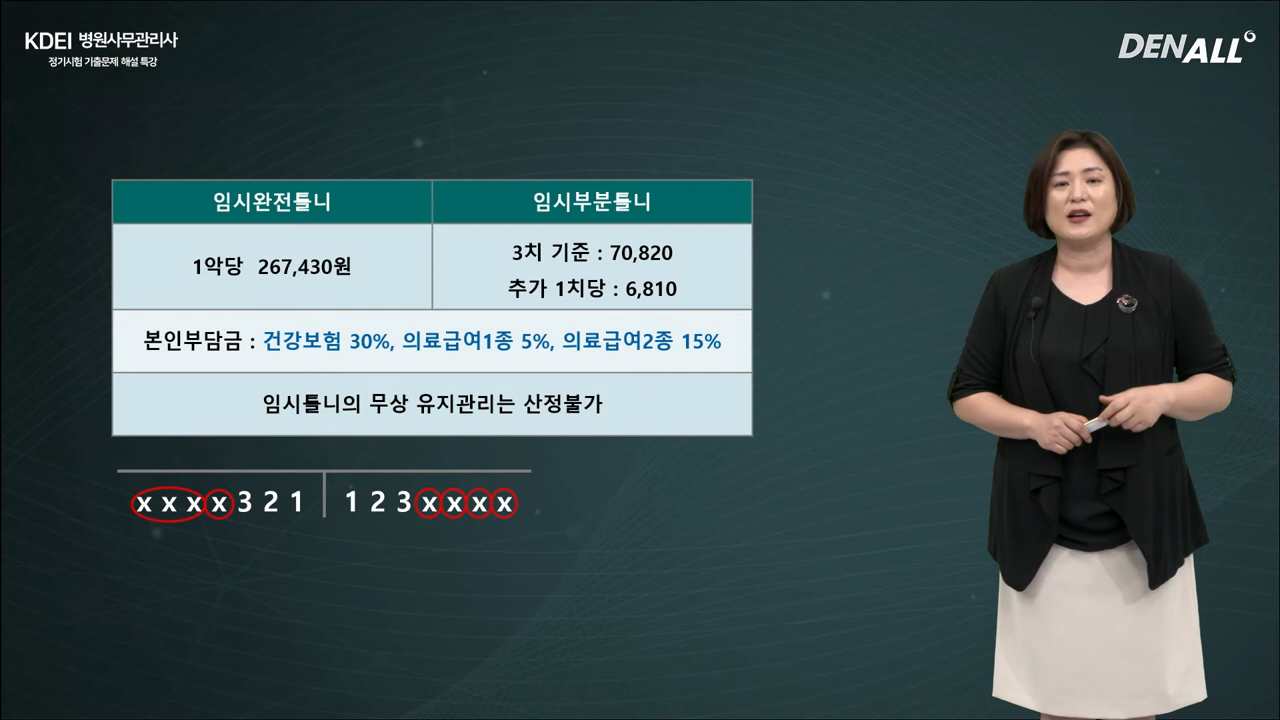 KDEI 병원사무관리사
정기시험 기출문제 해설 특강
DENALL
임시완전틀니 임시부분틀니
1악당 267,430원
3치 기준 : 70,820
추가 1치당 : 6,810
본인부담금 : 건강보험 30%, 의료급여1종 5%, 의료급여2종 15%
임시틀니의 무상 유지관리는 산정불가
x x x x 3 2 1 1 2 3 x x x x